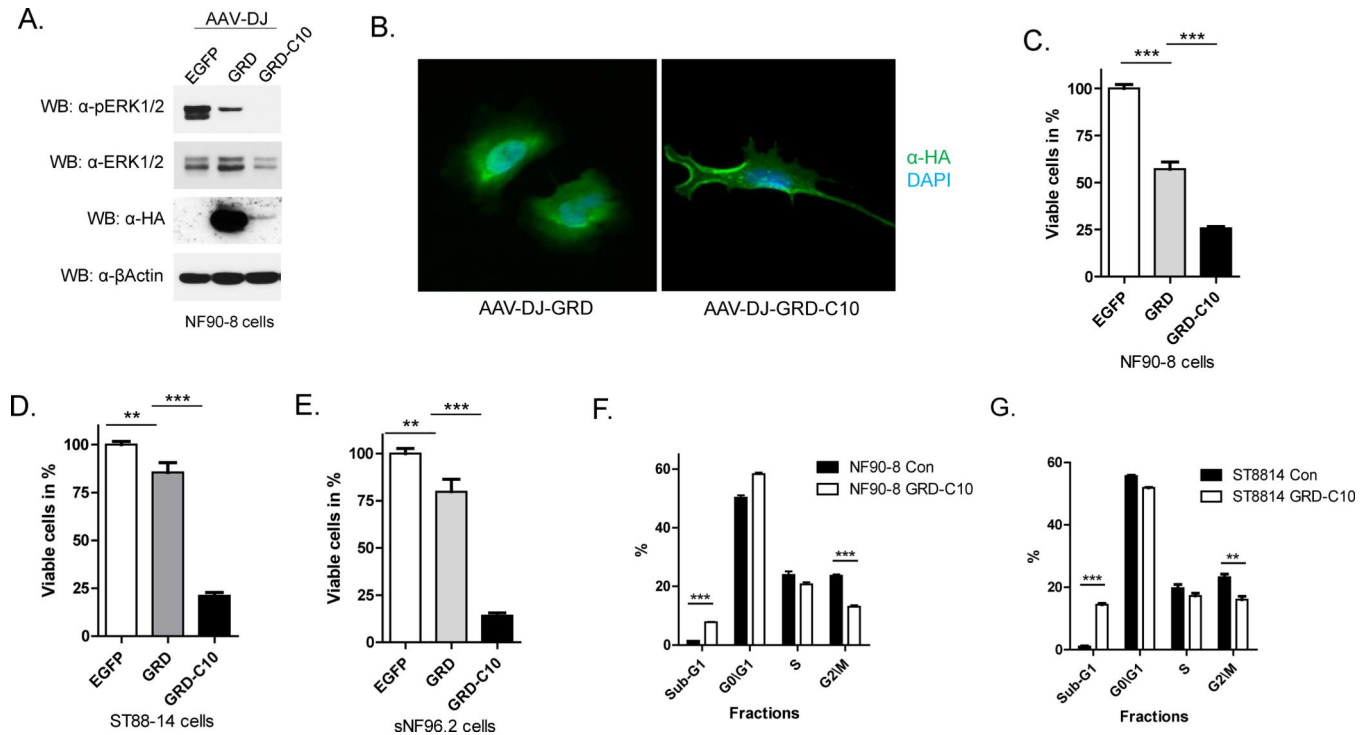 A.
AAV-DJ
EGFP
GRD
GRD-C10
WB: α-pERK1/2
WB: α-ERK1/2
WB: α-HA
WB: α-βActin
NF90-8 cells
B.
α-HA
DAPI
AAV-DJ-GRD
AAV-DJ-GRD-C10
C.
***
***
Viable cells in %
100
75
50
25
0
EGFP
GRD
GRD-C10
NF90-8 cells
D.
**
***
Viable cells in %
100
75
50
25
0
EGFP
GRD
GRD-C10
ST88-14 cells
E.
**
***
Viable cells in %
100
75
50
25
0
EGFP
GRD
GRD-C10
sNF96.2 cells
F.
NF90-8 Con
NF90-8 GRD-C10
%
60
40
20
0
***
***
Sub-G1
G0\G1
S
G2\M
Fractions
G.
ST8814 Con
ST8814 GRD-C10
%
60
40
20
0
***
**
Sub-G1
G0\G1
S
G2\M
Fractions